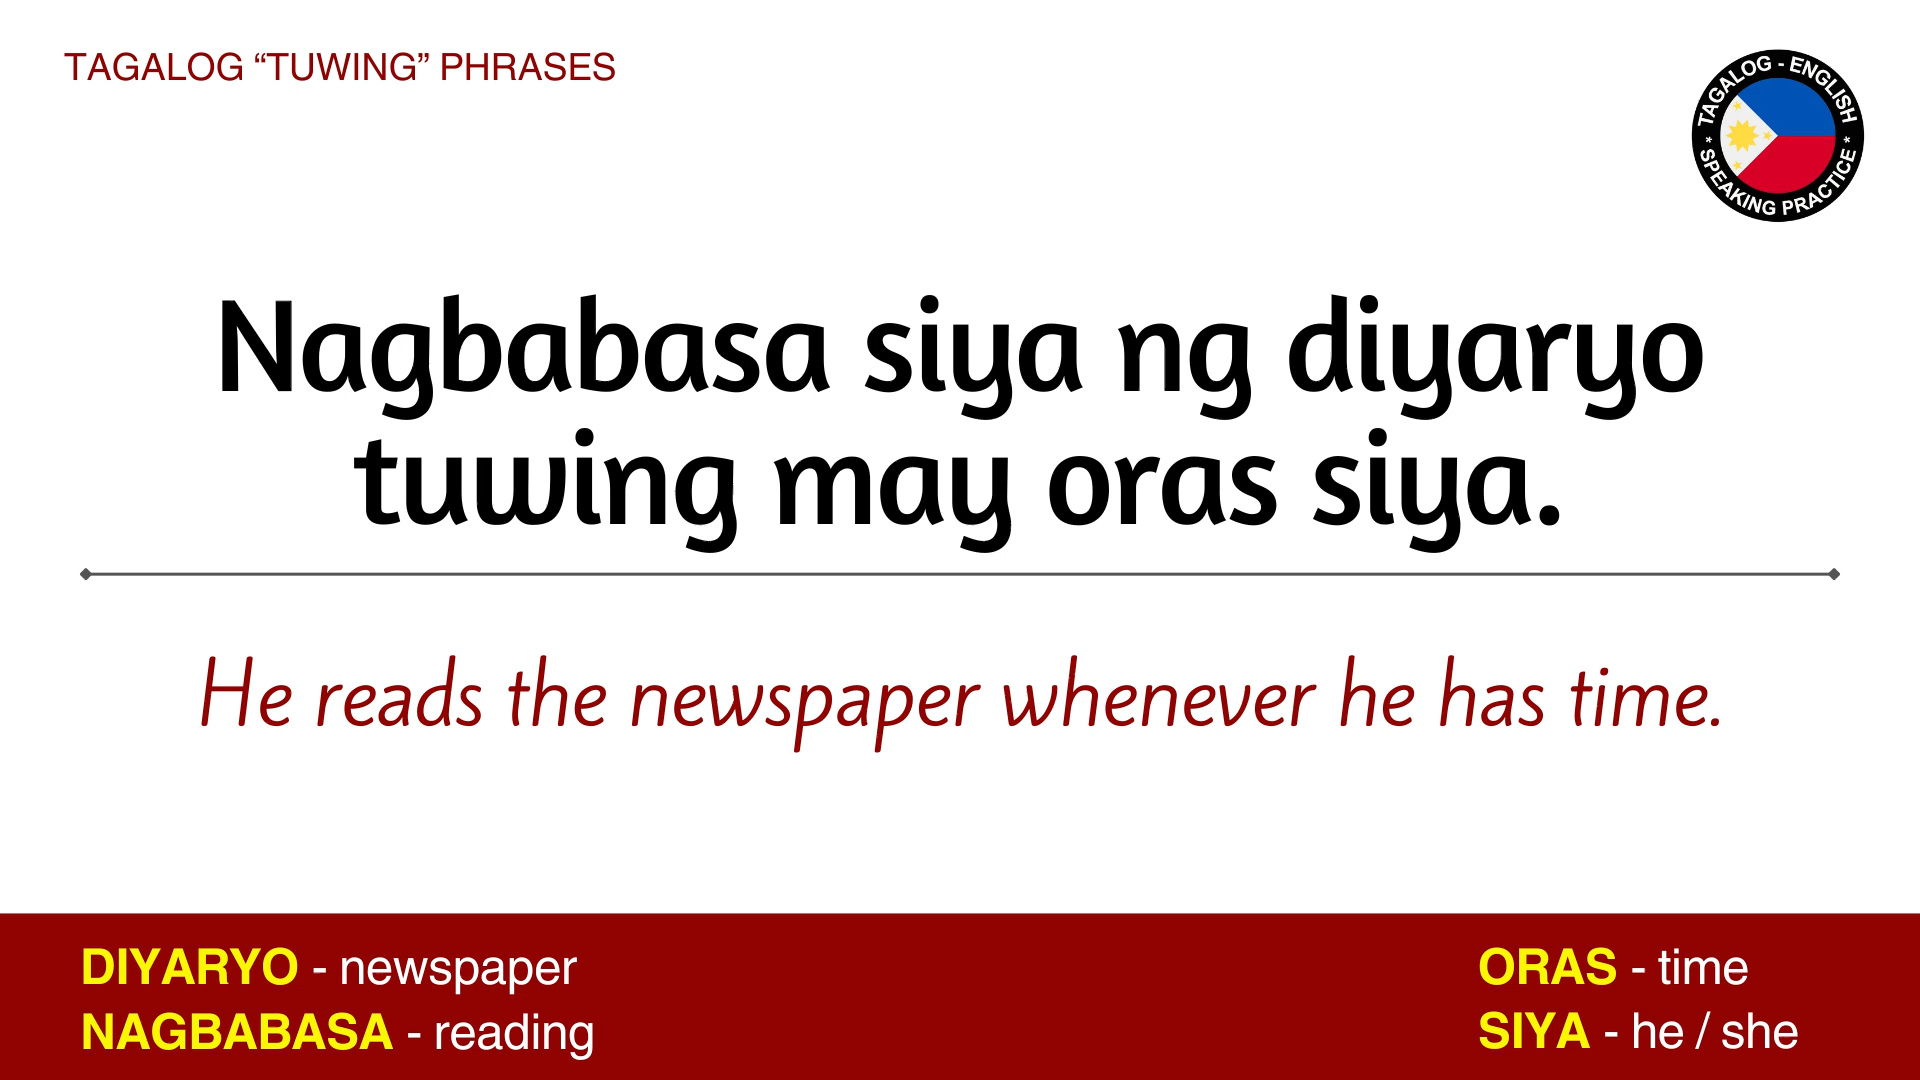 TAGALOG “TUWING” PHRASES
TAGALOG - ENGLISH
* SPEAKING PRACTICE *
Nagbabasa siya ng diyaryo
tuwing may oras siya.
He reads the newspaper whenever he has time.
DIYARYO - newspaper
NAGBABASA - reading
ORAS - time
SIYA - he / she